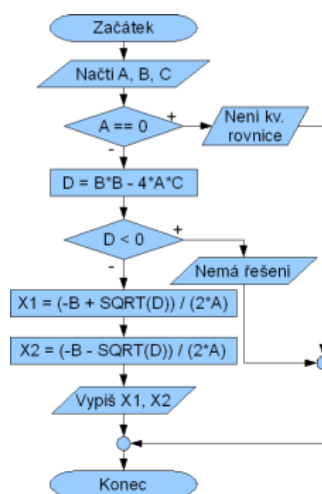 Začátek
Načti A, B, C
A == 0
+
Není kv.
rovnice
-
D = B*B - 4*A*C
D < 0
+
-
Nemá řešení
X1 = (-B + SQRT(D)) / (2*A)
X2 = (-B - SQRT(D)) / (2*A)
Vypiš X1, X2
Konec